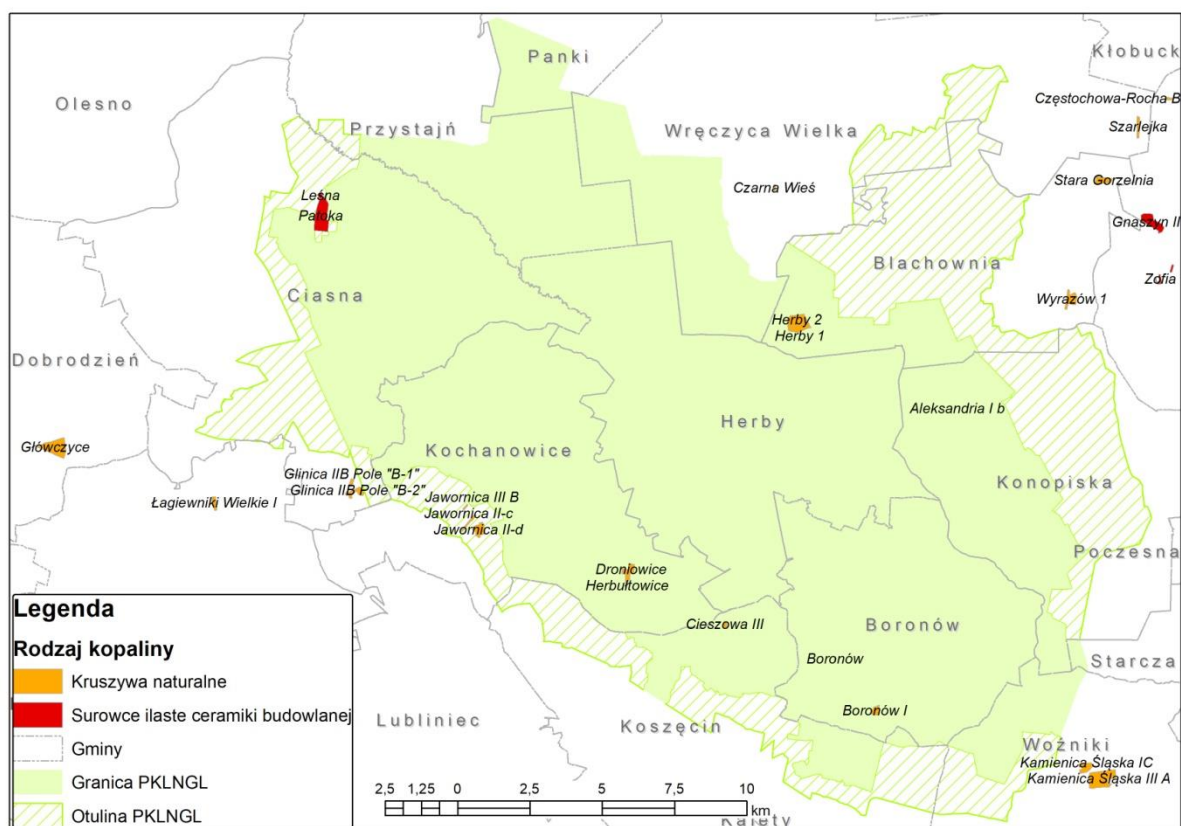 Panki
Kłobuck
Olesno
Częstochowa-Rocha B
Przystajń
Wręczyca Wielka
Szarlejka
Stara Gorzelnia
Czarna Wieś
Leśna
Patoka
Gnaszyn II
Blachownia
Zofia
Ciasna
Wyrazów 1
Herby 2
Herby 1
Dobrodzień
Aleksandria I b
Herby
Główczyce
Kochanowice
Glinica IIB Pole "B-1"
Glinica IIB Pole "B-2"
Konopiska
Łagiewniki Wielkie I
Jawornica III B
Jawornica II-c
Jawornica II-d
Poczesna
Droniowice
Herbułtowice
Cieszowa III
Boronów
Boronów
Starcza
Boronów I
Lubliniec
Koszęcin
Woźniki
Kamienica Śląska IC
Kamienica Śląska III A
Kalety
Legenda
Rodzaj kopaliny
Kruszywa naturalne
Surowce ilaste ceramiki budowlanej
Gminy
Granica PKLNGL
Otulina PKLNGL
2,5 1,25 0 2,5 5 7,5 10
km